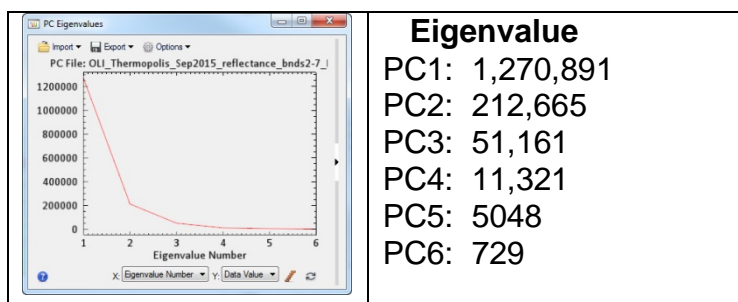 PC Eigenvalues
Import Export Options
PC File: OLI_Thermopolis_Sep2015_reflectance_bnds2-7_
1200000
1000000
800000
600000
400000
200000
0
1 2 3 4 5 6
Eigenvalue Number
X: Eigenvalue Number Y: Data Value
Eigenvalue
PC1: 1,270,891
PC2: 212,665
PC3: 51,161
PC4: 11,321
PC5: 5048
PC6: 729